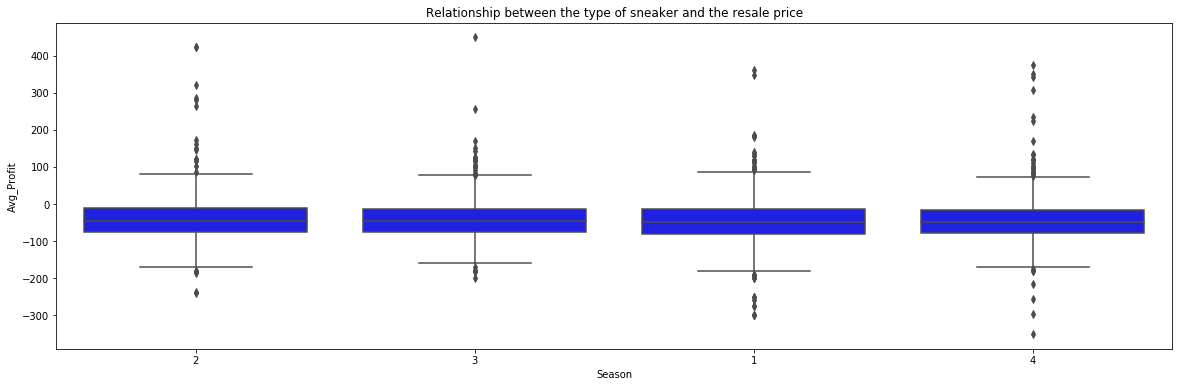 Relationship between the type of sneaker and the resale price
Avg_Profit
400
300
200
100
0
−100
−200
−300
2 3 1 4
Season